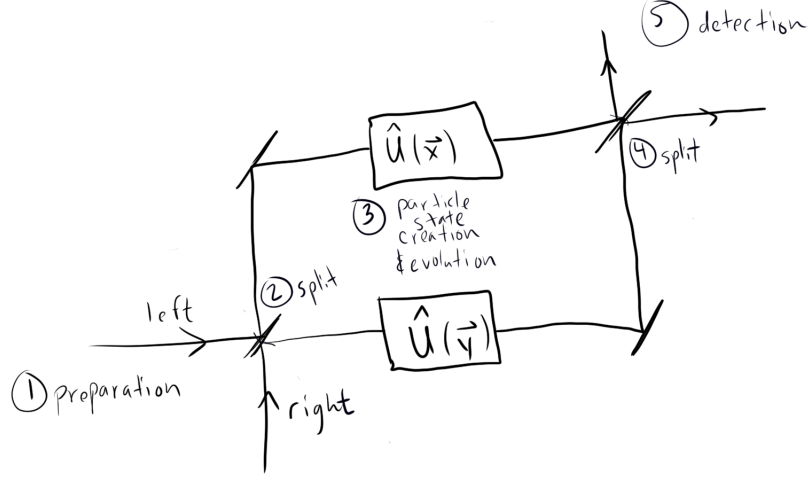 ⑤ detection
Û(x⃗)
④ split
③ particle
state
creation
& evolution
② split
left
Û(y⃗)
① preparation
right